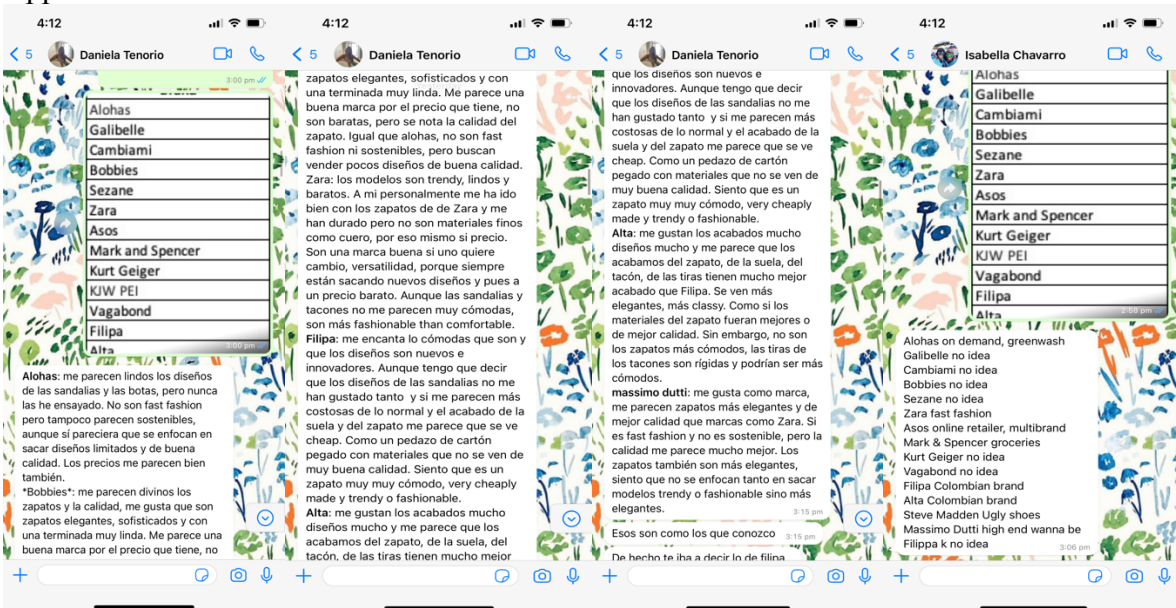 4:12
5 Daniela Tenorio
3:00 pm
Alohas
Galibelle
Cambiami
Bobbies
Sezane
Zara
Asos
Mark and Spencer
Kurt Geiger
KJW PEI
Vagabond
Filipa
Alta
3:00 pm
Alohas: me parecen lindos los diseños
de las sandalias y las botas, pero nunca
las he ensayado. No son fast fashion
pero tampoco parecen sostenibles,
aunque sí pareciera que se enfocan en
sacar diseños limitados y de buena
calidad. Los precios me parecen bien
también.
*Bobbies*: me parecen divinos los
zapatos y la calidad, me gusta que son
zapatos elegantes, sofisticados y con
una terminada muy linda. Me parece una
buena marca por el precio que tiene, no
4:12
5 Daniela Tenorio
zapatos elegantes, sofisticados y con
una terminada muy linda. Me parece una
buena marca por el precio que tiene, no
son baratas, pero se nota la calidad del
zapato. Igual que alohas, no son fast
fashion ni sostenibles, pero buscan
vender pocos diseños de buena calidad.
Zara: los modelos son trendy, lindos y
baratos. A mi personalmente me ha ido
bien con los zapatos de de Zara y me
han durado pero no son materiales finos
como cuero, por eso mismo si precio.
Son una marca buena si uno quiere
cambio, versatilidad, porque siempre
están sacando nuevos diseños y pues a
un precio barato. Aunque las sandalias y
tacones no me parecen muy cómodas,
son más fashionable than comfortable.
Filipa: me encanta lo cómodas que son y
que los diseños son nuevos e
innovadores. Aunque tengo que decir
que los diseños de las sandalias no me
han gustado tanto y si me parecen más
costosas de lo normal y el acabado de la
suela y del zapato me parece que se ve
cheap. Como un pedazo de cartón
pegado con materiales que no se ven de
muy buena calidad. Siento que es un
zapato muy muy cómodo, very cheaply
made y trendy o fashionable.
Alta: me gustan los acabados mucho
diseños mucho y me parece que los
acabamos del zapato, de la suela, del
tacón, de las tiras tienen mucho mejor
4:12
5 Daniela Tenorio
que los diseños son nuevos e
innovadores. Aunque tengo que decir
que los diseños de las sandalias no me
han gustado tanto y si me parecen más
costosas de lo normal y el acabado de la
suela y del zapato me parece que se ve
cheap. Como un pedazo de cartón
pegado con materiales que no se ven de
muy buena calidad. Siento que es un
zapato muy muy cómodo, very cheaply
made y trendy o fashionable.
Alta: me gustan los acabados mucho
diseños mucho y me parece que los
acabamos del zapato, de la suela, del
tacón, de las tiras tienen mucho mejor
acabado que Filipa. Se ven más
elegantes, más classy. Como si los
materiales del zapato fueran mejores o
de mejor calidad. Sin embargo, no son
los zapatos más cómodos, las tiras de
los tacones son rígidas y podrían ser más
cómodos.
massimo dutti: me gusta como marca,
me parecen zapatos más elegantes y de
mejor calidad que marcas como Zara. Si
es fast fashion y no es sostenible, pero la
calidad me parece mucho mejor. Los
zapatos también son más elegantes,
siento que no se enfocan tanto en sacar
modelos trendy o fashionable sino más
elegantes.
3:15 pm
Esos son como los que conozco 3:15 pm
De hecho te iba a decir lo de filipa
4:12
5 Isabella Chavarro
Alohas
Galibelle
Cambiami
Bobbies
Sezane
Zara
Asos
Mark and Spencer
Kurt Geiger
KJW PEI
Vagabond
Filipa
Alta
2:58 pm
Alohas on demand, greenwash
Galibelle no idea
Cambiami no idea
Bobbies no idea
Sezane no idea
Zara fast fashion
Asos online retailer, multibrand
Mark & Spencer groceries
Kurt Geiger no idea
Vagabond no idea
Filipa Colombian brand
Alta Colombian brand
Steve Madden Ugly shoes
Massimo Dutti high end wanna be
Filippa k no idea
3:06 pm